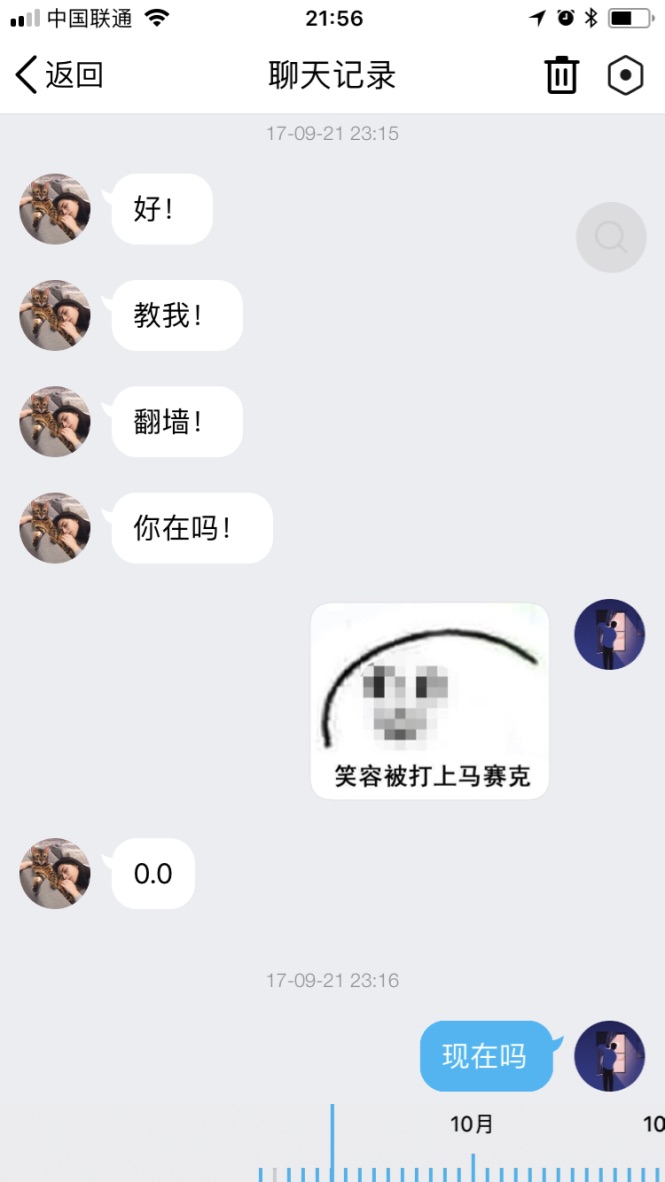 中国联通
21:56
返回
聊天记录
17-09-21 23:15
好！
教我！
翻墙！
你在吗！
笑容被打上马赛克
0.0
17-09-21 23:16
现在吗
10月
10